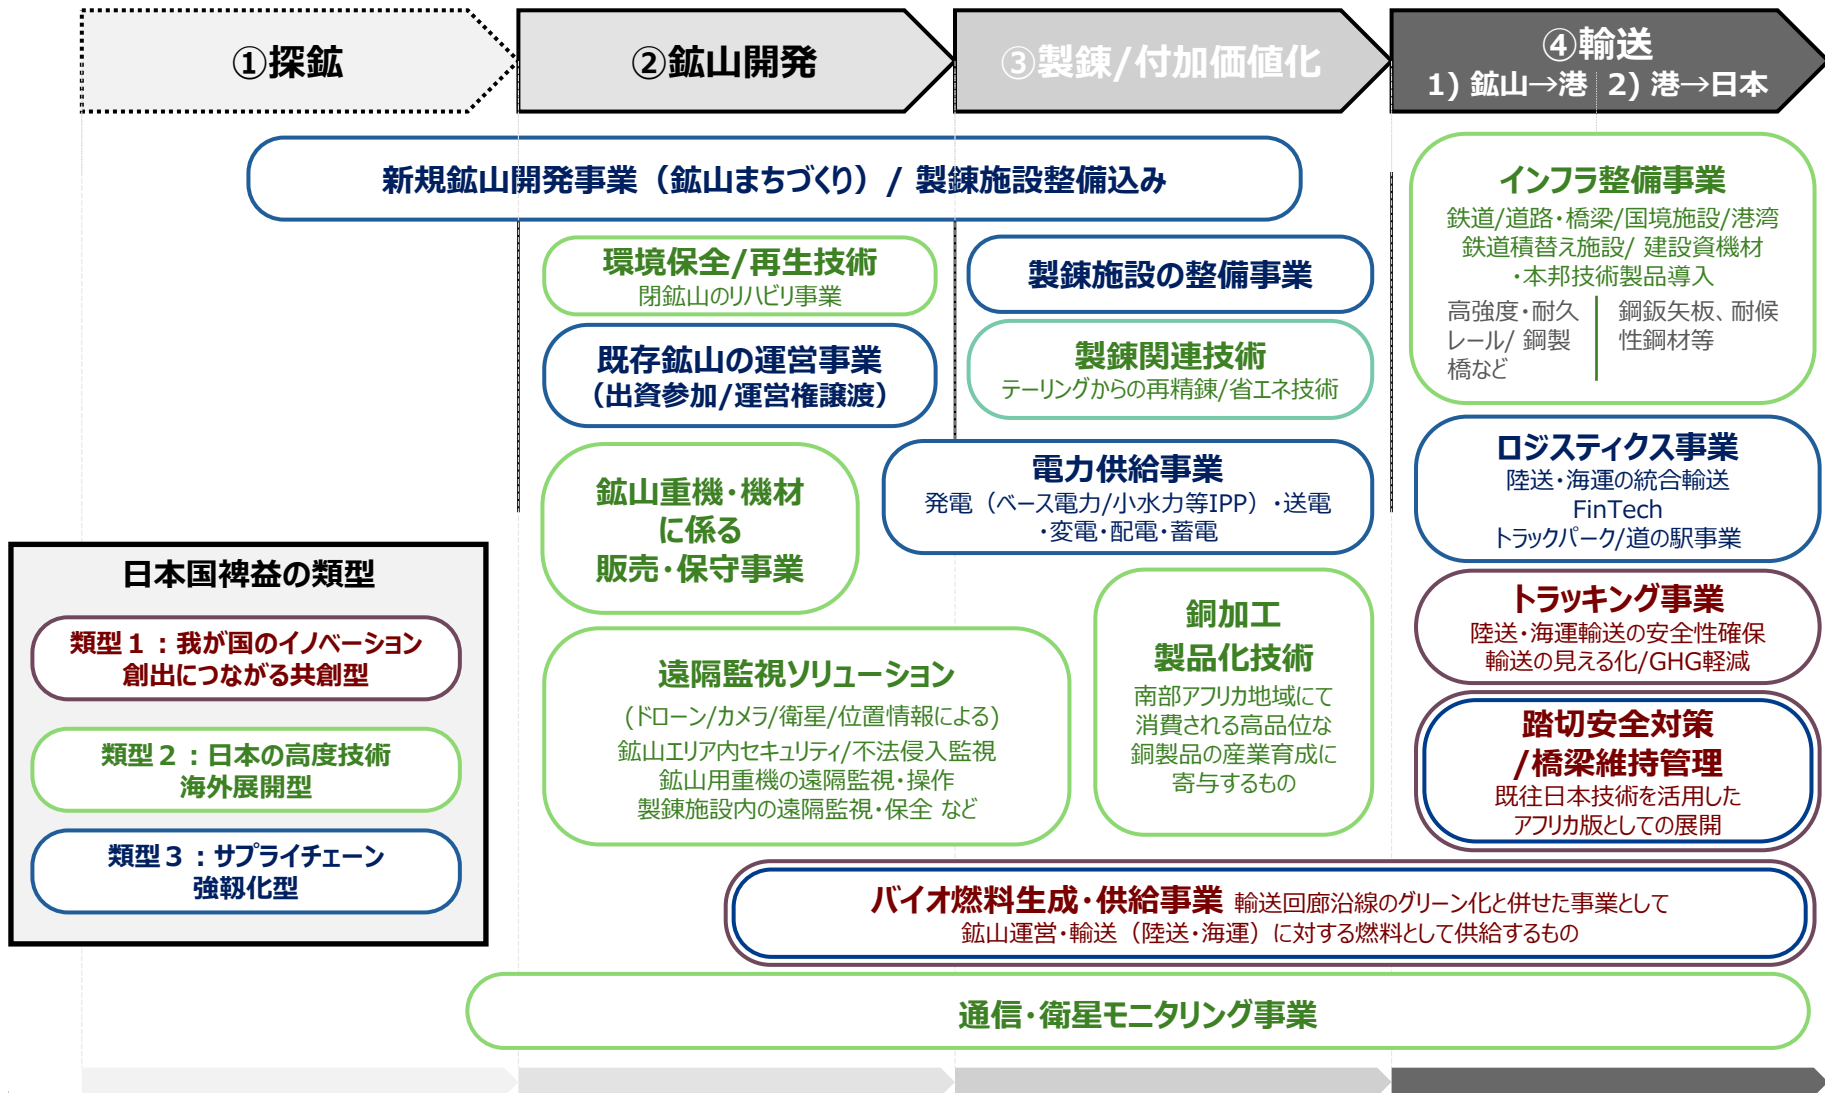 ①探鉱
②鉱山開発
③製錬/付加価値化
④輸送
1) 鉱山→港
2) 港→日本
新規鉱山開発事業（鉱山まちづくり）/ 製錬施設整備込み
環境保全/再生技術
閉鉱山のリハビリ事業
既存鉱山の運営事業
（出資参加/運営権譲渡）
鉱山重機・機材
に係る
販売・保守事業
製錬施設の整備事業
製錬関連技術
テーリングからの再精錬/省エネ技術
電力供給事業
発電（ベース電力/小水力等IPP）・送電
・変電・配電・蓄電
インフラ整備事業
鉄道/道路・橋梁/国境施設/港湾
鉄道積替え施設/ 建設資機材
・本邦技術製品導入
高強度・耐久
レール/ 鋼製
橋など
鋼鈑矢板、耐候
性鋼材等
ロジスティクス事業
陸送・海運の統合輸送
FinTech
トラックパーク/道の駅事業
トラッキング事業
陸送・海運輸送の安全性確保
輸送の見える化/GHG軽減
踏切安全対策
/橋梁維持管理
既往日本技術を活用した
アフリカ版としての展開
遠隔監視ソリューション
(ドローン/カメラ/衛星/位置情報による)
鉱山エリア内セキュリティ/不法侵入監視
鉱山用重機の遠隔監視・操作
製錬施設内の遠隔監視・保全 など
銅加工
製品化技術
南部アフリカ地域にて
消費される高品位な
銅製品の産業育成に
寄与するもの
バイオ燃料生成・供給事業 輸送回廊沿線のグリーン化と併せた事業として
鉱山運営・輸送（陸送・海運）に対する燃料として供給するもの
通信・衛星モニタリング事業
日本国裨益の類型
類型１：我が国のイノベーション
創出につながる共創型
類型２：日本の高度技術
海外展開型
類型３：サプライチェーン
強靱化型